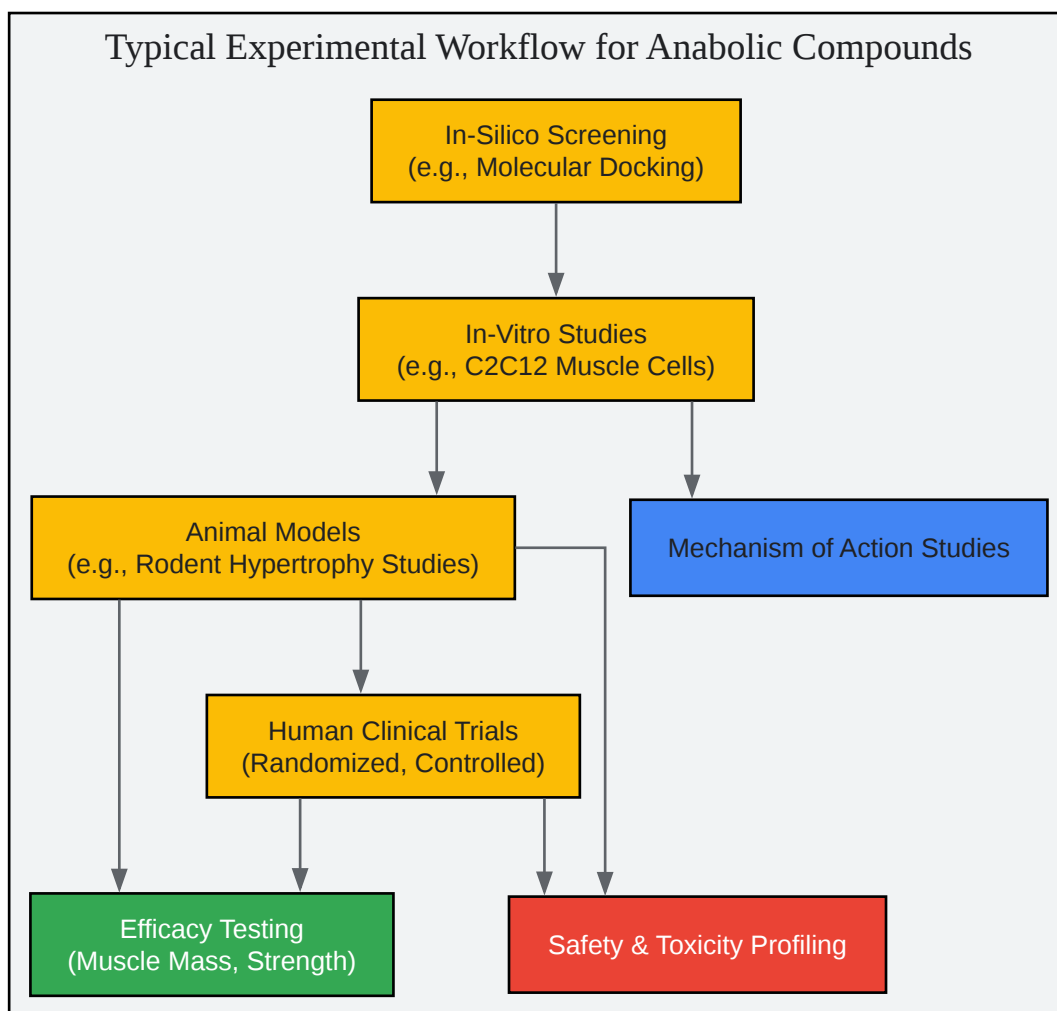 Typical Experimental Workflow for Anabolic Compounds
In-Silico Screening
(e.g., Molecular Docking)
In-Vitro Studies
(e.g., C2C12 Muscle Cells)
Animal Models
(e.g., Rodent Hypertrophy Studies)
Mechanism of Action Studies
Human Clinical Trials
(Randomized, Controlled)
Efficacy Testing
(Muscle Mass, Strength)
Safety & Toxicity Profiling